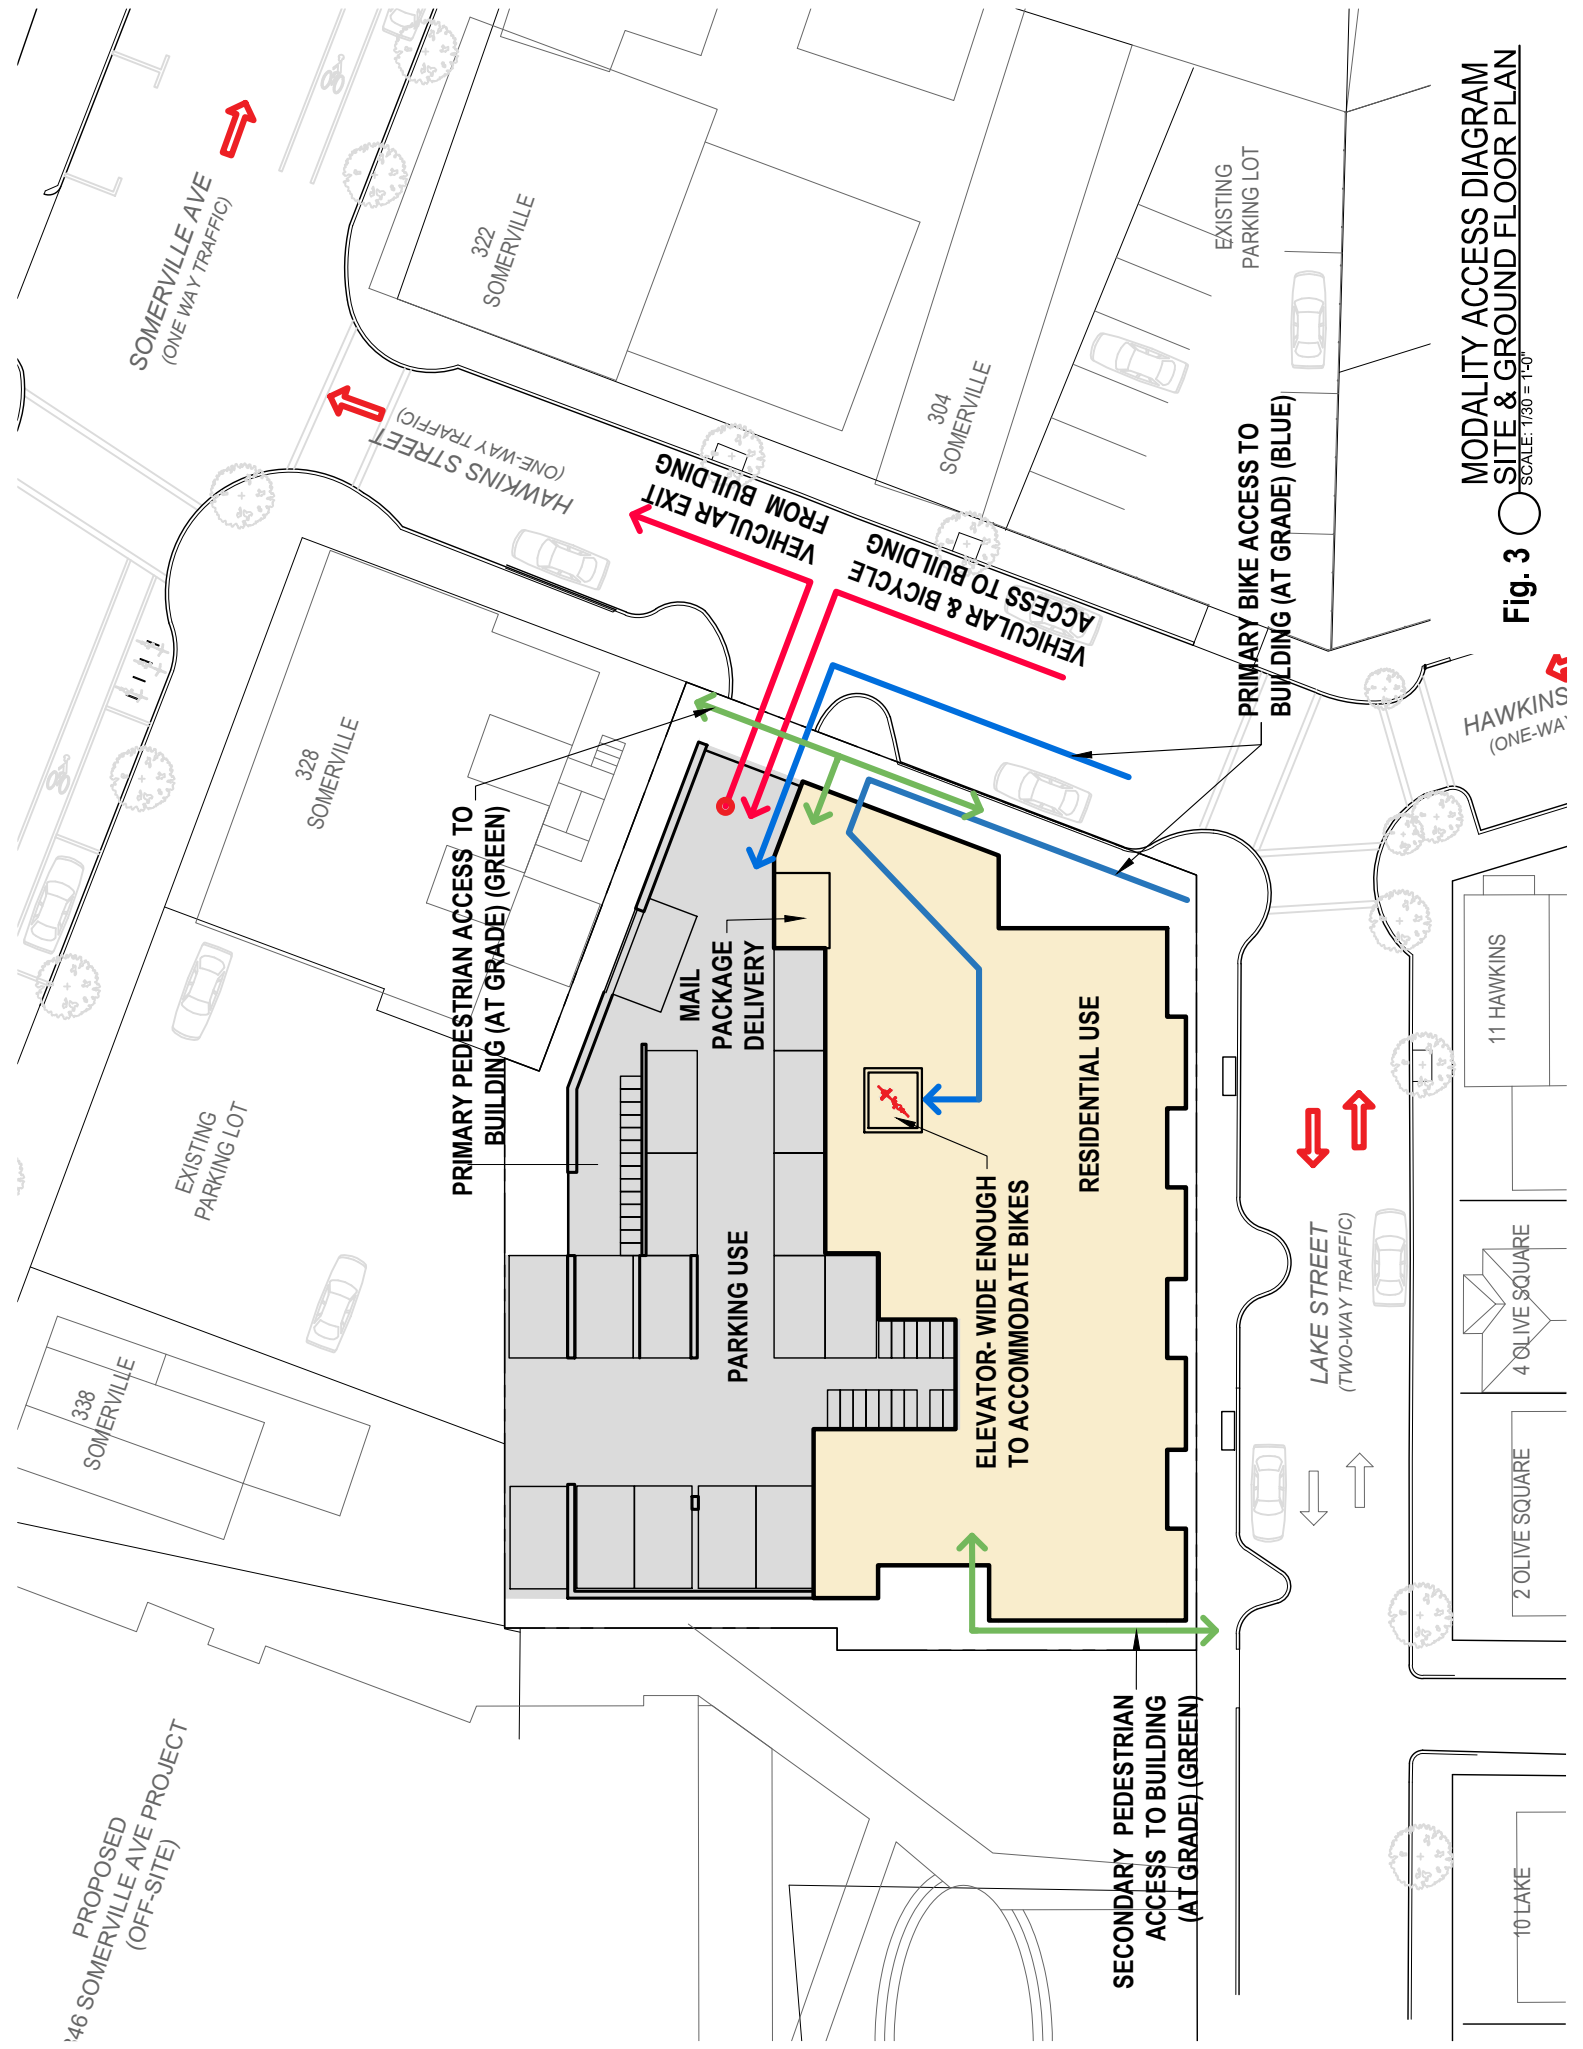 SOMERVILLE AVE
(ONE WAY TRAFFIC)
322
SOMERVILLE
EXISTING
PARKING LOT
304
SOMERVILLE
HAWKINS STREET
(ONE-WAY TRAFFIC)
VEHICULAR EXIT
FROM BUILDING
VEHICULAR & BICYCLE
ACCESS TO BUILDING
PRIMARY BIKE ACCESS TO
BUILDING (AT GRADE) (BLUE)
HAWKINS
(ONE-WAY
328
SOMERVILLE
PRIMARY PEDESTRIAN ACCESS TO
BUILDING (AT GRADE) (GREEN)
MAIL
PACKAGE
DELIVERY
RESIDENTIAL USE
11 HAWKINS
EXISTING
PARKING LOT
PARKING USE
ELEVATOR- WIDE ENOUGH
TO ACCOMMODATE BIKES
LAKE STREET
(TWO-WAY TRAFFIC)
4 OLIVE SQUARE
338
SOMERVILLE
2 OLIVE SQUARE
PROPOSED
346 SOMERVILLE AVE PROJECT
(OFF-SITE)
SECONDARY PEDESTRIAN
ACCESS TO BUILDING
(AT GRADE) (GREEN)
10 LAKE
Fig. 3
MODALITY ACCESS DIAGRAM
SITE & GROUND FLOOR PLAN
SCALE: 1/30 = 1'-0"